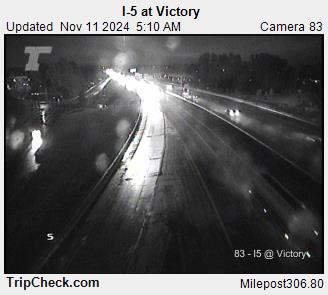 I-5 at Victory
Updated Nov 11 2024 5:10 AM Camera 83
T
S
83 - I5 @ Victory
TripCheck.com Milepost306.80